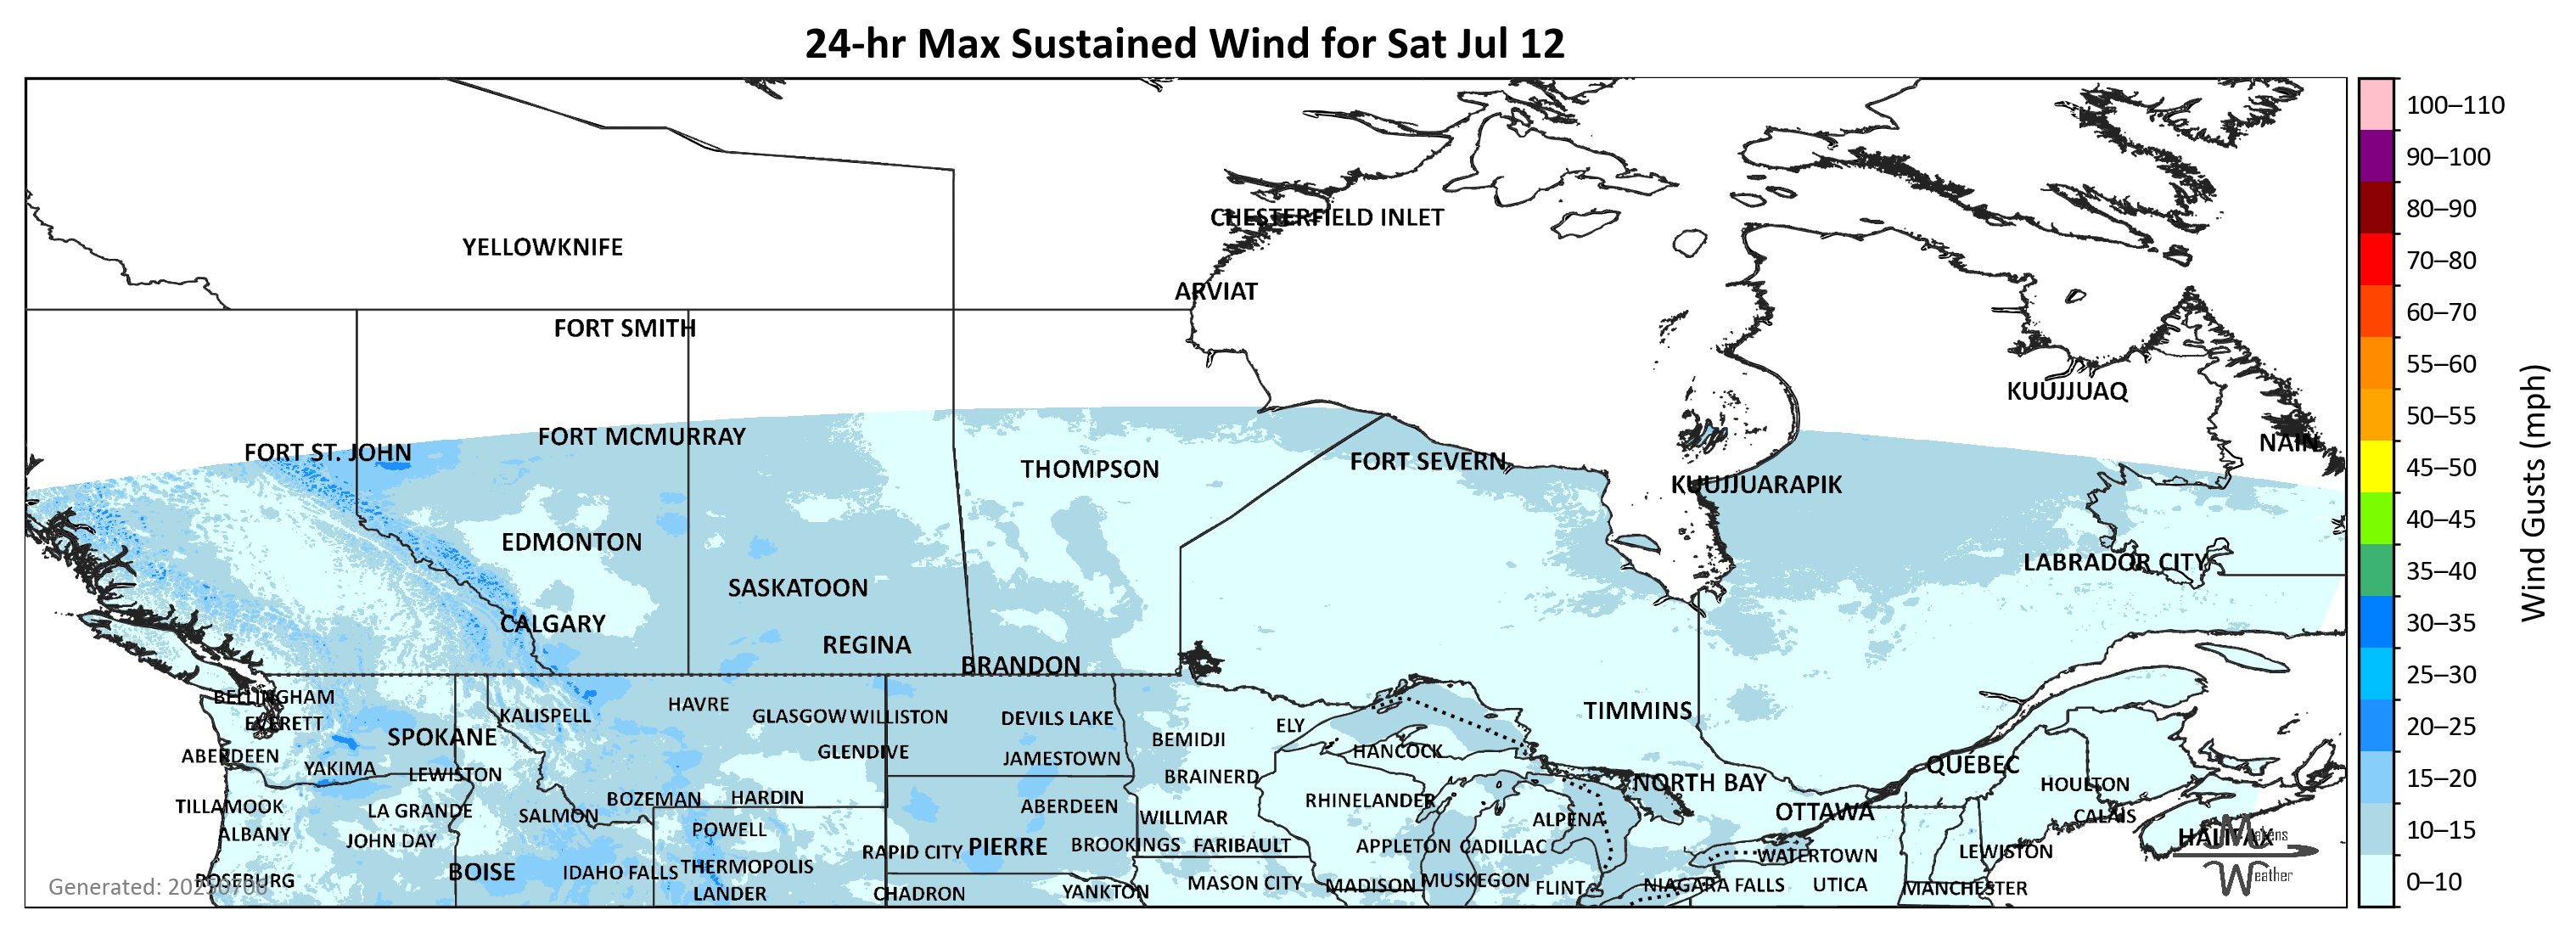 24-hr Max Sustained Wind for Sat Jul 12
100–110
90–100
CHESTERFIELD INLET
80–90
YELLOWKNIFE
70–80
ARVIAT
60–70
FORT SMITH
55–60
KUUJJUAQ
50–55
FORT MCMURRAY
NAIN
FORT ST. JOHN
THOMPSON
FORT SEVERN
45–50
KUUJJUARAPIK
40–45
EDMONTON
LABRADOR CITY
35–40
Wind Gusts (mph)
SASKATOON
CALGARY
30–35
REGINA
BRANDON
25–30
BELLINGHAM
HAVRE
KALISPELL
GLASGOW
WILLISTON
DEVILS LAKE
TIMMINS
EVERETT
ELY
20–25
SPOKANE
BEMIDJI
GLENDIVE
HANCOCK
ABERDEEN
JAMESTOWN
QUÉBEC
YAKIMA
LEWISTON
BRAINERD
15–20
NORTH BAY
HOULTON
BOZEMAN
HARDIN
RHINELANDER
TILLAMOOK
ABERDEEN
LA GRANDE
OTTAWA
SALMON
WILLMAR
CALAIS
ALPENA
10–15
ALBANY
POWELL
HALIFAX
Makens
JOHN DAY
PIERRE
BROOKINGS
FARIBAULT
APPLETON
CADILLAC
RAPID CITY
WATERTOWN
LEWISTON
THERMOPOLIS
BOISE
IDAHO FALLS
Weather
ROSEBURG
MUSKEGON
0–10
MASON CITY
MADISON
NIAGARA FALLS
UTICA
Generated: 20250708
FLINT
MANCHESTER
LANDER
CHADRON
YANKTON